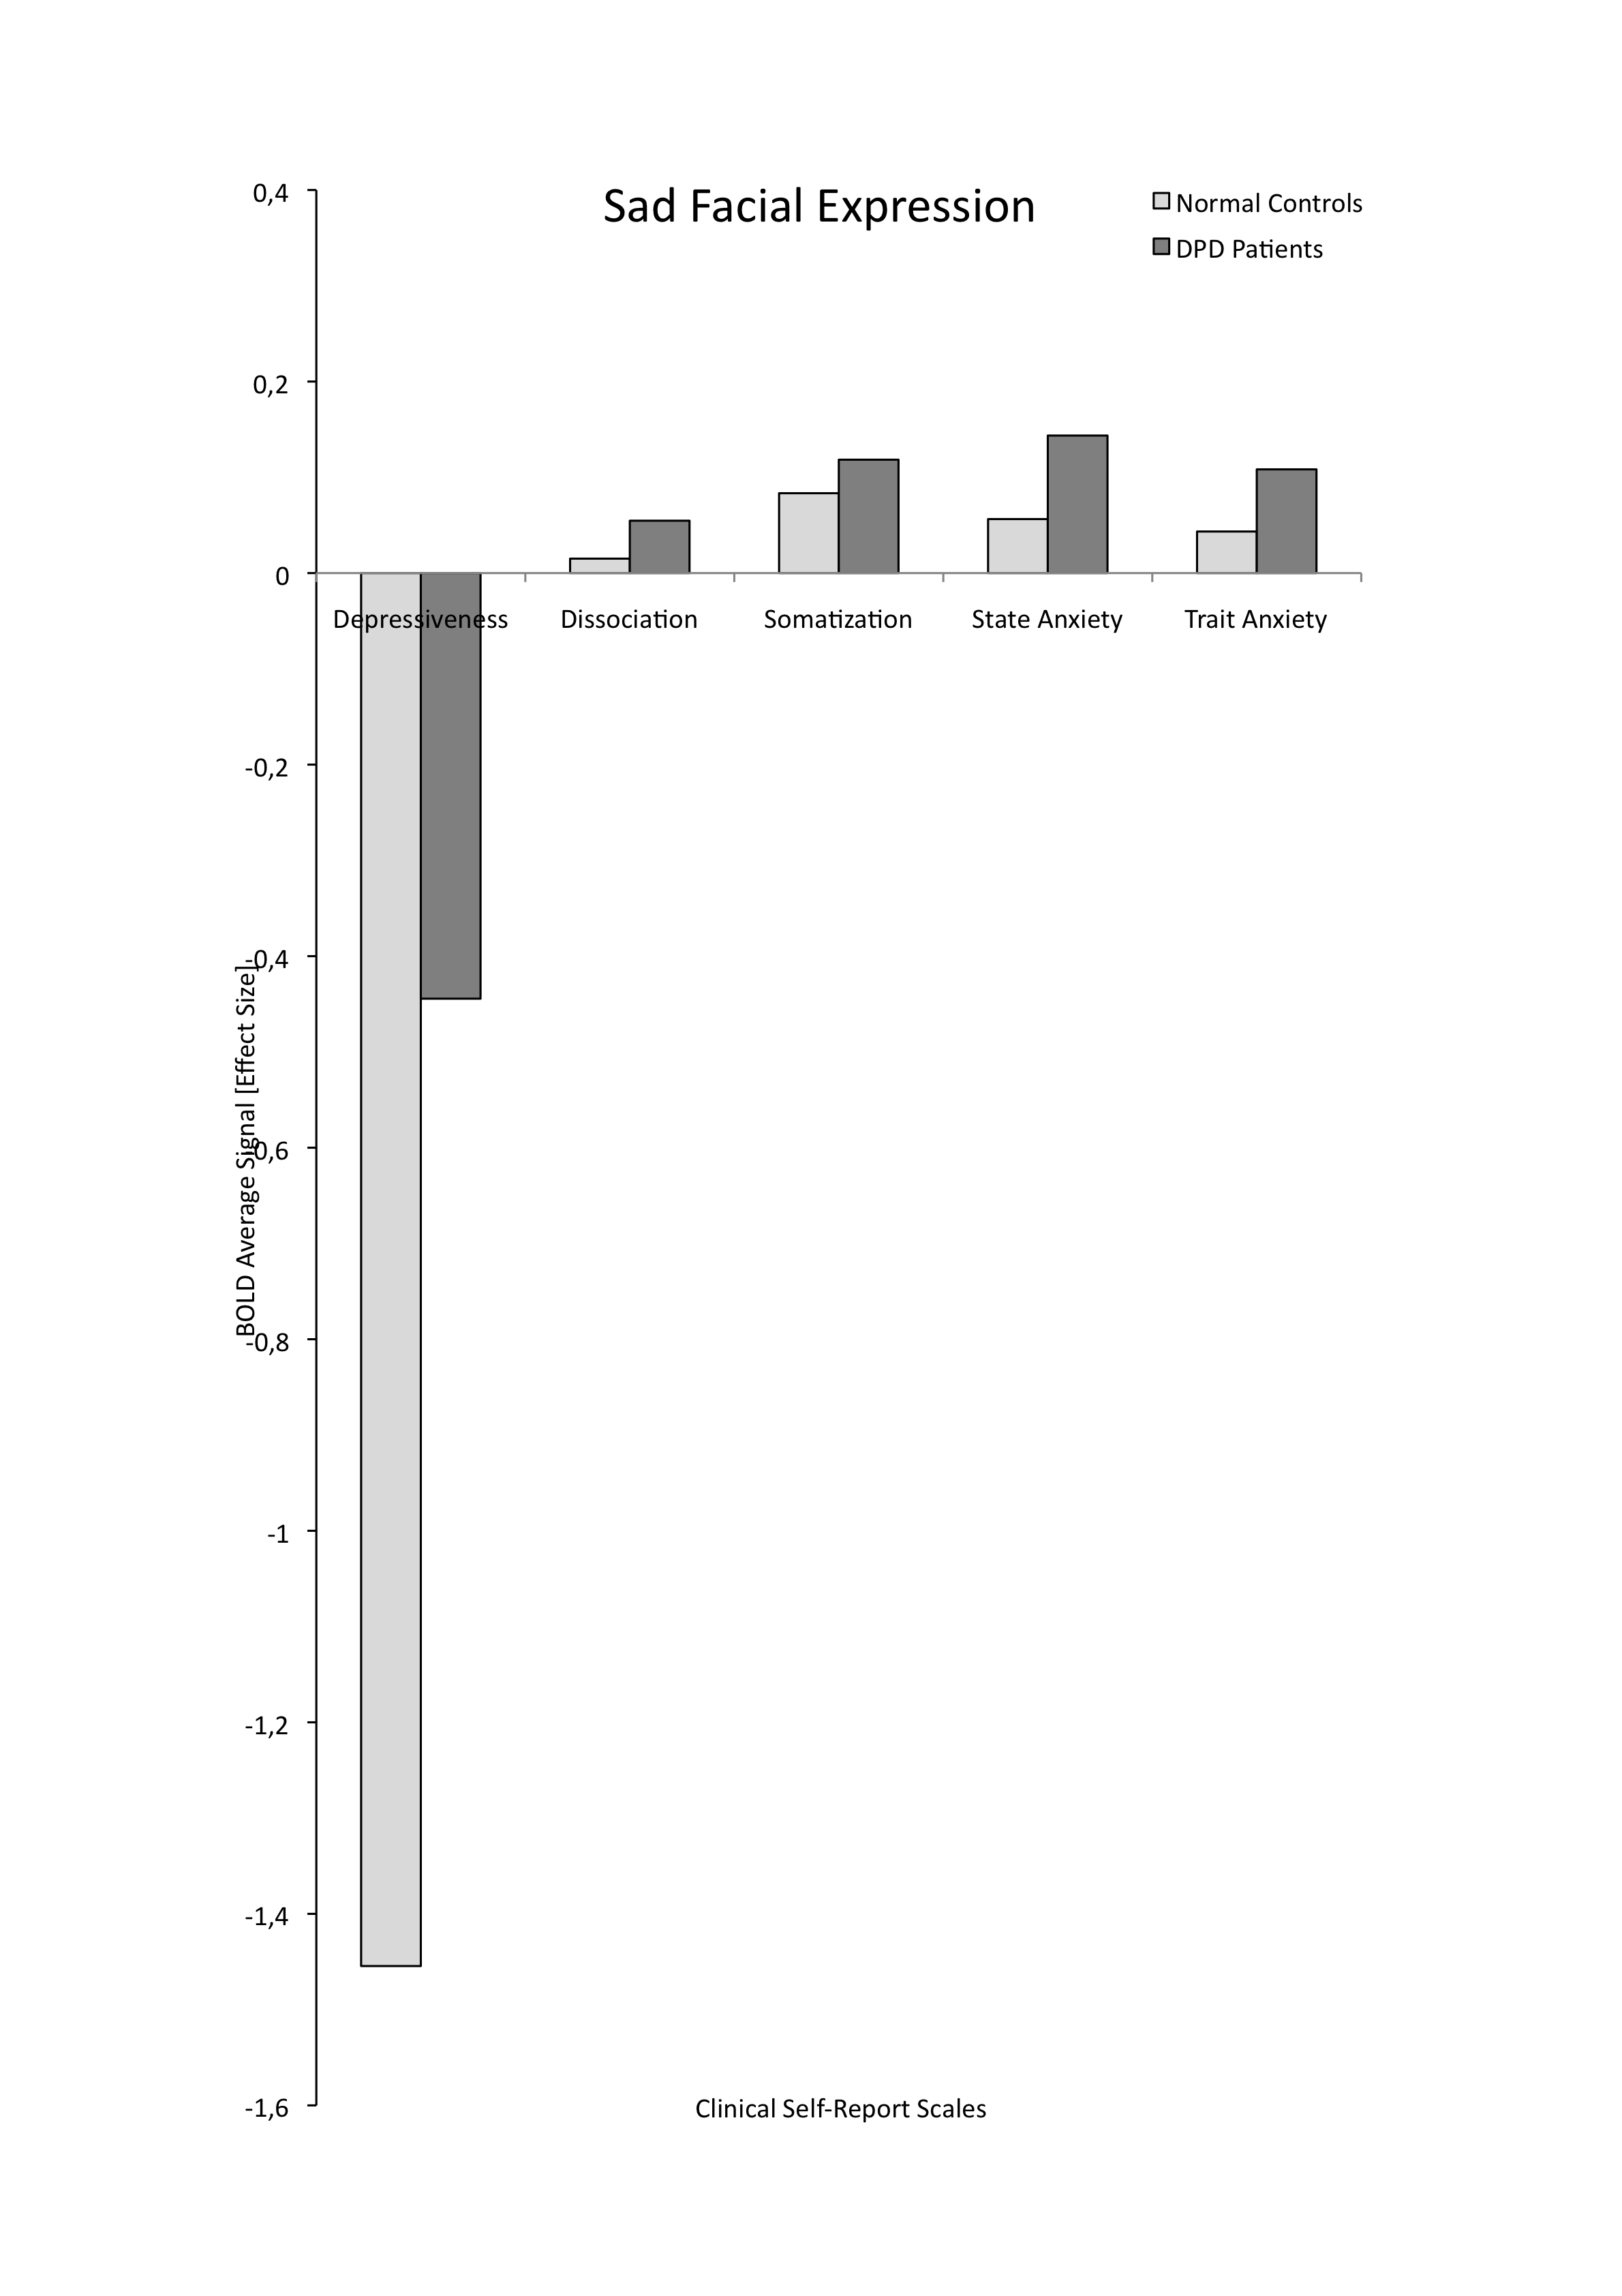 Sad Facial Expression
Normal Controls
DPD Patients
0,4
0,2
0
-0,2
-0,4
-0,6
-0,8
-1
-1,2
-1,4
-1,6
BOLD Average Signal [Effect Size]
Depressiveness
Dissociation
Somatization
State Anxiety
Trait Anxiety
Clinical Self-Report Scales